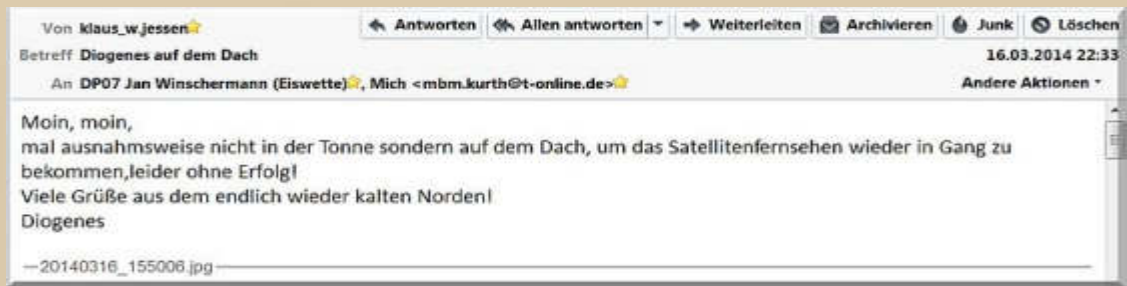 Von klaus_w.jessen Antworten Allen antworten Weiterleiten Archivieren Junk Löschen
Betreff Diogenes auf dem Dach 16.03.2014 22:33
An DP07 Jan Winschermann (Eiswette), Mich <mbm.kurth@t-online.de> Andere Aktionen
Moin, moin,
mal ausnahmsweise nicht in der Tonne sondern auf dem Dach, um das Satellitenfernsehen wieder in Gang zu
bekommen,leider ohne Erfolg!
Viele Grüße aus dem endlich wieder kalten Norden!
Diogenes
—20140316_155006.jpg—